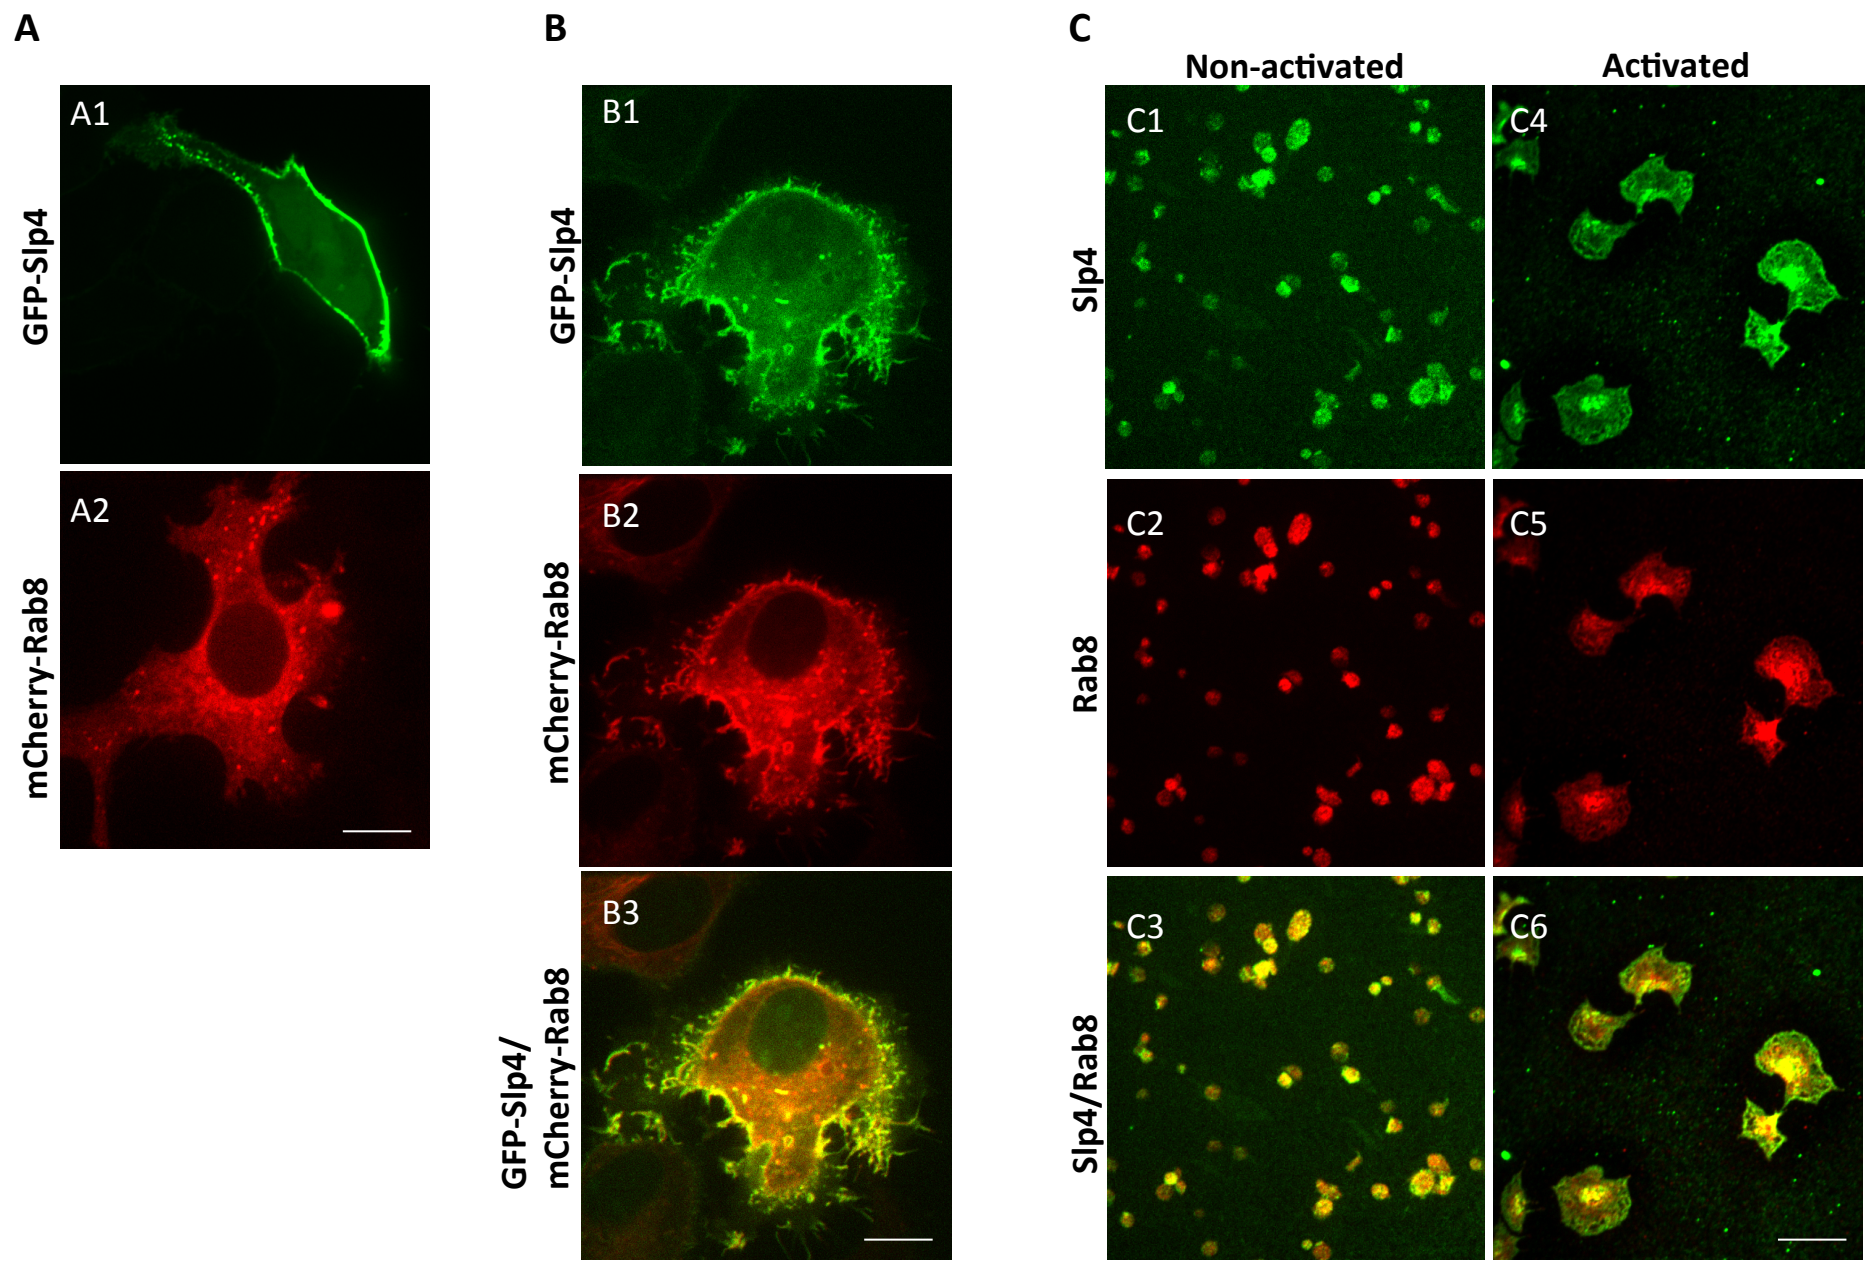 A
B
C
Non-activated
Activated
GFP-Slp4
A1
GFP-Slp4
B1
Slp4
C1
C4
mCherry-Rab8
A2
mCherry-Rab8
B2
Rab8
C2
C5
GFP-Slp4/
mCherry-Rab8
B3
Slp4/Rab8
C3
C6